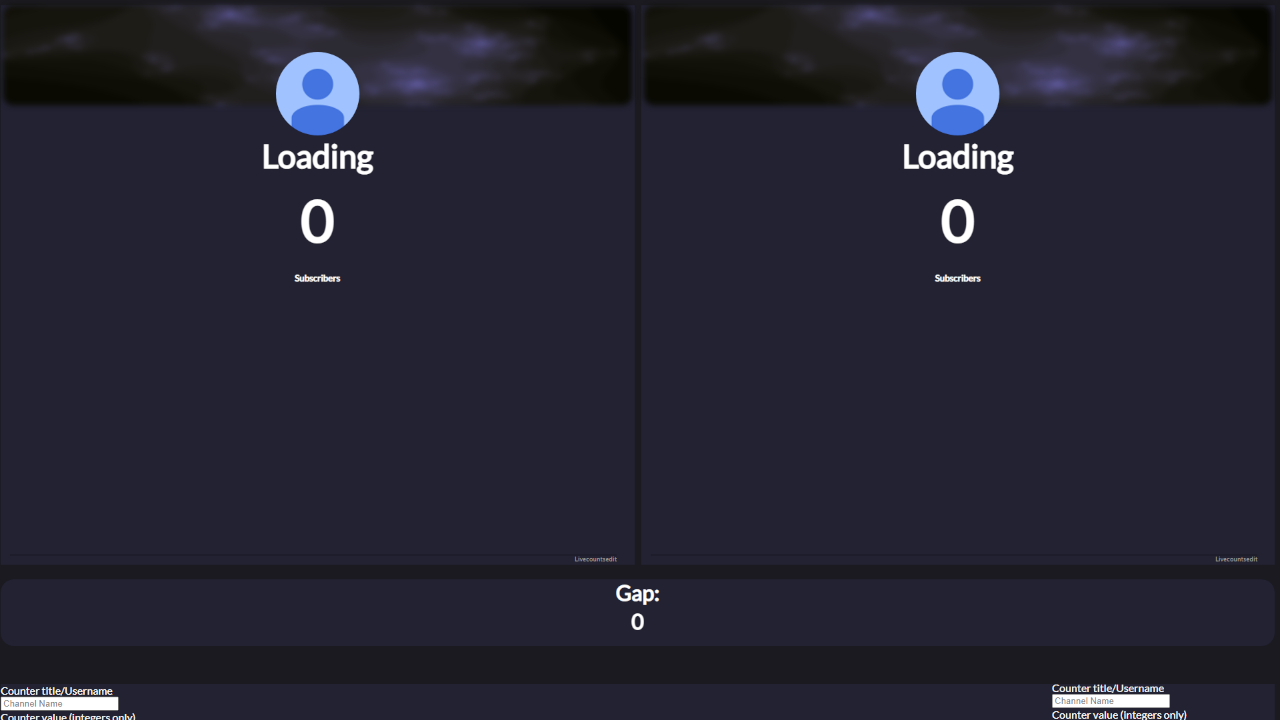 Loading
0
Subscribers
Livecountsedit
Loading
0
Subscribers
Livecountsedit
Gap:
0
Counter title/Username
Channel Name
Counter value (integers only)
Counter title/Username
Channel Name
Counter value (integers only)